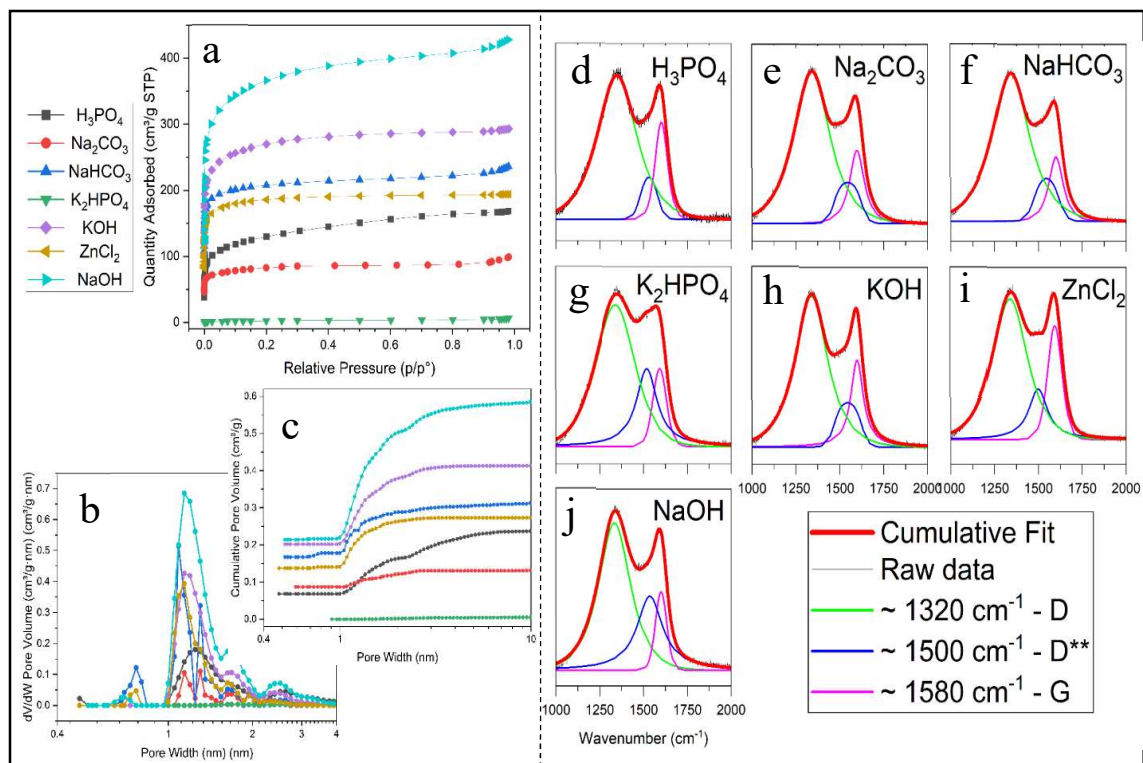 a
Quantity Adsorbed (cm³/g STP)
400
300
200
100
0
0.0 0.2 0.4 0.6 0.8 1.0
Relative Pressure (p/p°)
H₃PO₄
Na₂CO₃
NaHCO₃
K₂HPO₄
KOH
ZnCl₂
NaOH
b
dV/dW Pore Volume (cm³/g·nm) (cm³/g·nm)
0.7
0.6
0.5
0.4
0.3
0.2
0.1
0.0
0.4 1 2 3 4
Pore Width (nm) (nm)
c
Cumulative Pore Volume (cm³/g)
0.6
0.5
0.4
0.3
0.2
0.1
0.0
0.4 1 10
Pore Width (nm)
d H₃PO₄
e Na₂CO₃
f NaHCO₃
1000 1250 1500 1750 2000
g K₂HPO₄
h KOH
i ZnCl₂
1000 1250 1500 1750 2000
1000 1250 1500 1750 2000
j NaOH
1000 1250 1500 1750 2000
Wavenumber (cm⁻¹)
Cumulative Fit
Raw data
~ 1320 cm⁻¹ - D
~ 1500 cm⁻¹ - D**
~ 1580 cm⁻¹ - G